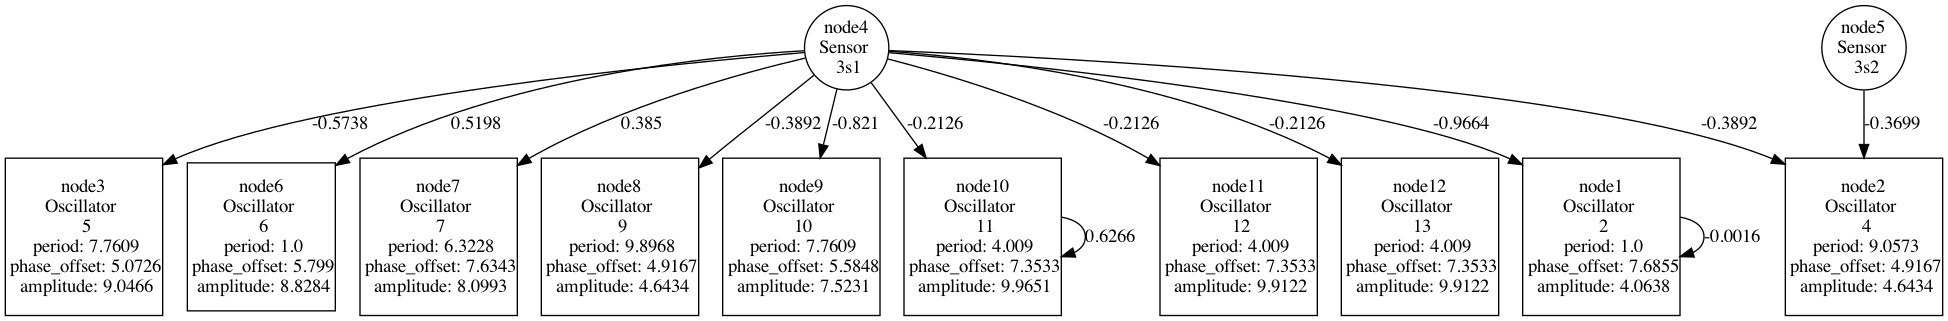 node4
Sensor
3s1
node5
Sensor
3s2
-0.5738
0.5198
0.385
-0.3892
-0.821
-0.2126
-0.2126
-0.2126
-0.9664
-0.3892
-0.3699
node3
Oscillator
5
period: 7.7609
phase_offset: 5.0726
amplitude: 9.0466
node6
Oscillator
6
period: 1.0
phase_offset: 5.799
amplitude: 8.8284
node7
Oscillator
7
period: 6.3228
phase_offset: 7.6343
amplitude: 8.0993
node8
Oscillator
9
period: 9.8968
phase_offset: 4.9167
amplitude: 4.6434
node9
Oscillator
10
period: 7.7609
phase_offset: 5.5848
amplitude: 7.5231
node10
Oscillator
11
period: 4.009
phase_offset: 7.3533
amplitude: 9.9651
0.6266
node11
Oscillator
12
period: 4.009
phase_offset: 7.3533
amplitude: 9.9122
node12
Oscillator
13
period: 4.009
phase_offset: 7.3533
amplitude: 9.9122
node1
Oscillator
2
period: 1.0
phase_offset: 7.6855
amplitude: 4.0638
-0.0016
node2
Oscillator
4
period: 9.0573
phase_offset: 4.9167
amplitude: 4.6434